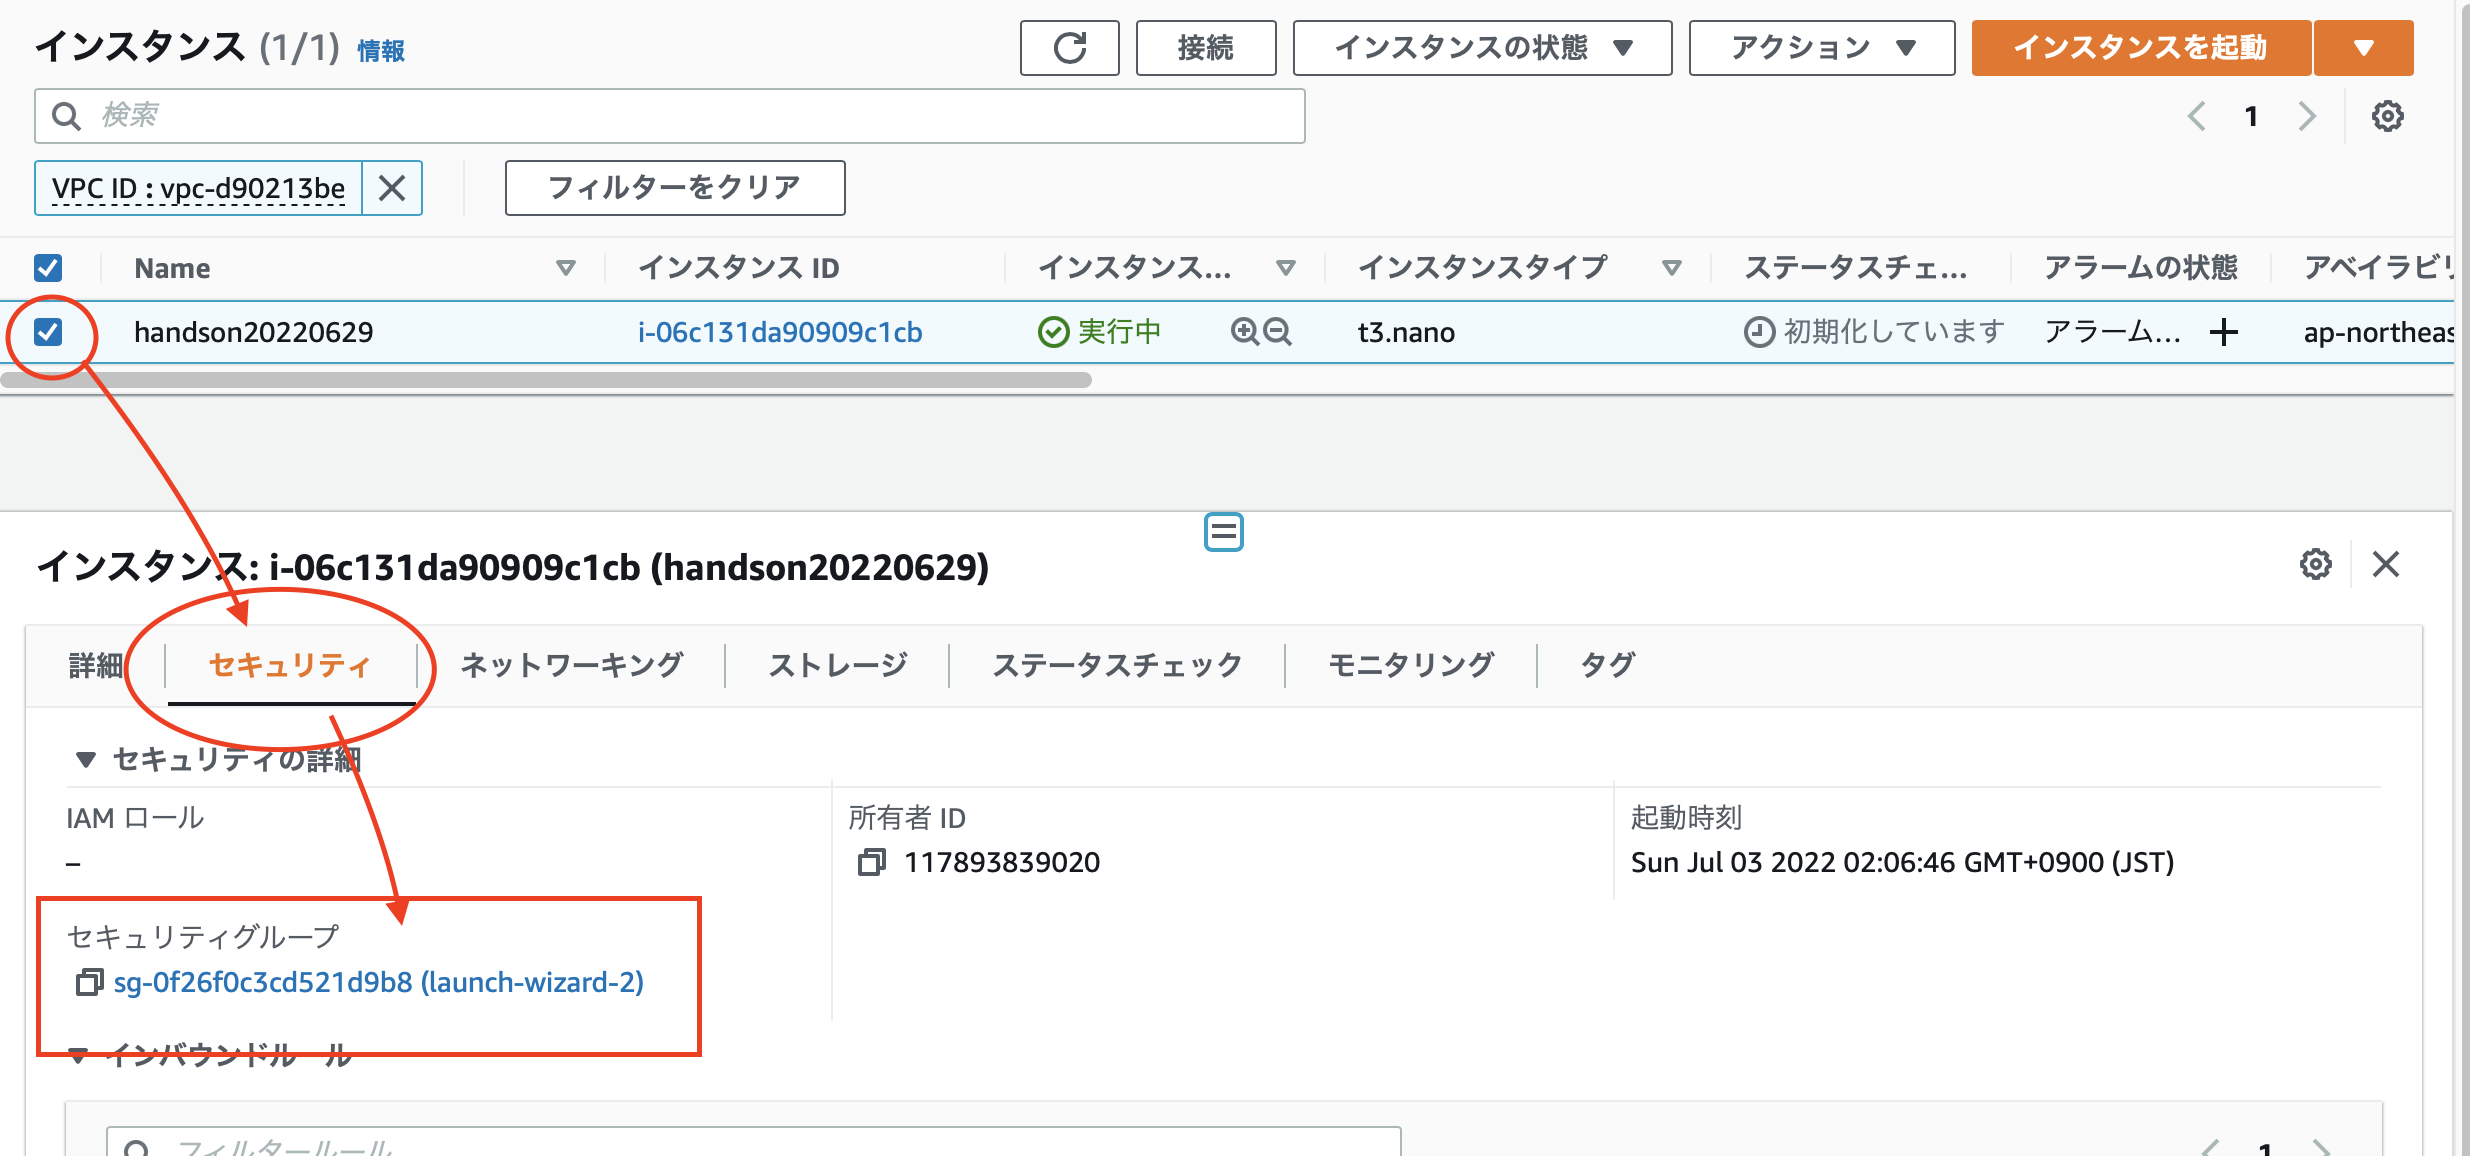 インスタンス (1/1) 情報
接続
インスタンスの状態
アクション
インスタンスを起動
検索
1
VPC ID : vpc-d90213be
フィルターをクリア
Name インスタンス ID インスタンス... インスタンスタイプ ステータスチェ... アラームの状態 アベイラビリ
handson20220629 i-06c131da90909c1cb 実行中 t3.nano 初期化しています アラーム... ap-northeas
インスタンス: i-06c131da90909c1cb (handson20220629)
詳細 セキュリティ ネットワーキング ストレージ ステータスチェック モニタリング タグ
セキュリティの詳細
IAM ロール
–
所有者 ID
117893839020
起動時刻
Sun Jul 03 2022 02:06:46 GMT+0900 (JST)
セキュリティグループ
sg-0f26f0c3cd521d9b8 (launch-wizard-2)
インバウンドルール
フィルタールール
1